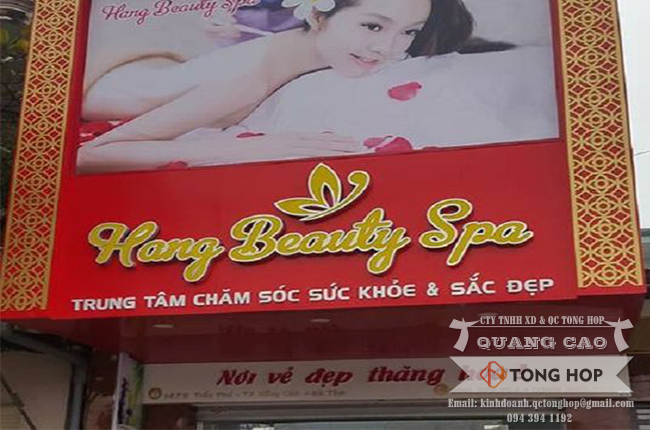 Hang Beauty Spa
Hang Beauty Spa
TRUNG TÂM CHĂM SÓC SỨC KHỎE & SẮC ĐẸP
Nơi vẻ đẹp thăng
CTY TNHH XD & QC TONG HOP
QUANG CAO
TONG HOP
Email: kinhdoanh.qctonghop@gmail.com
094 394 1192